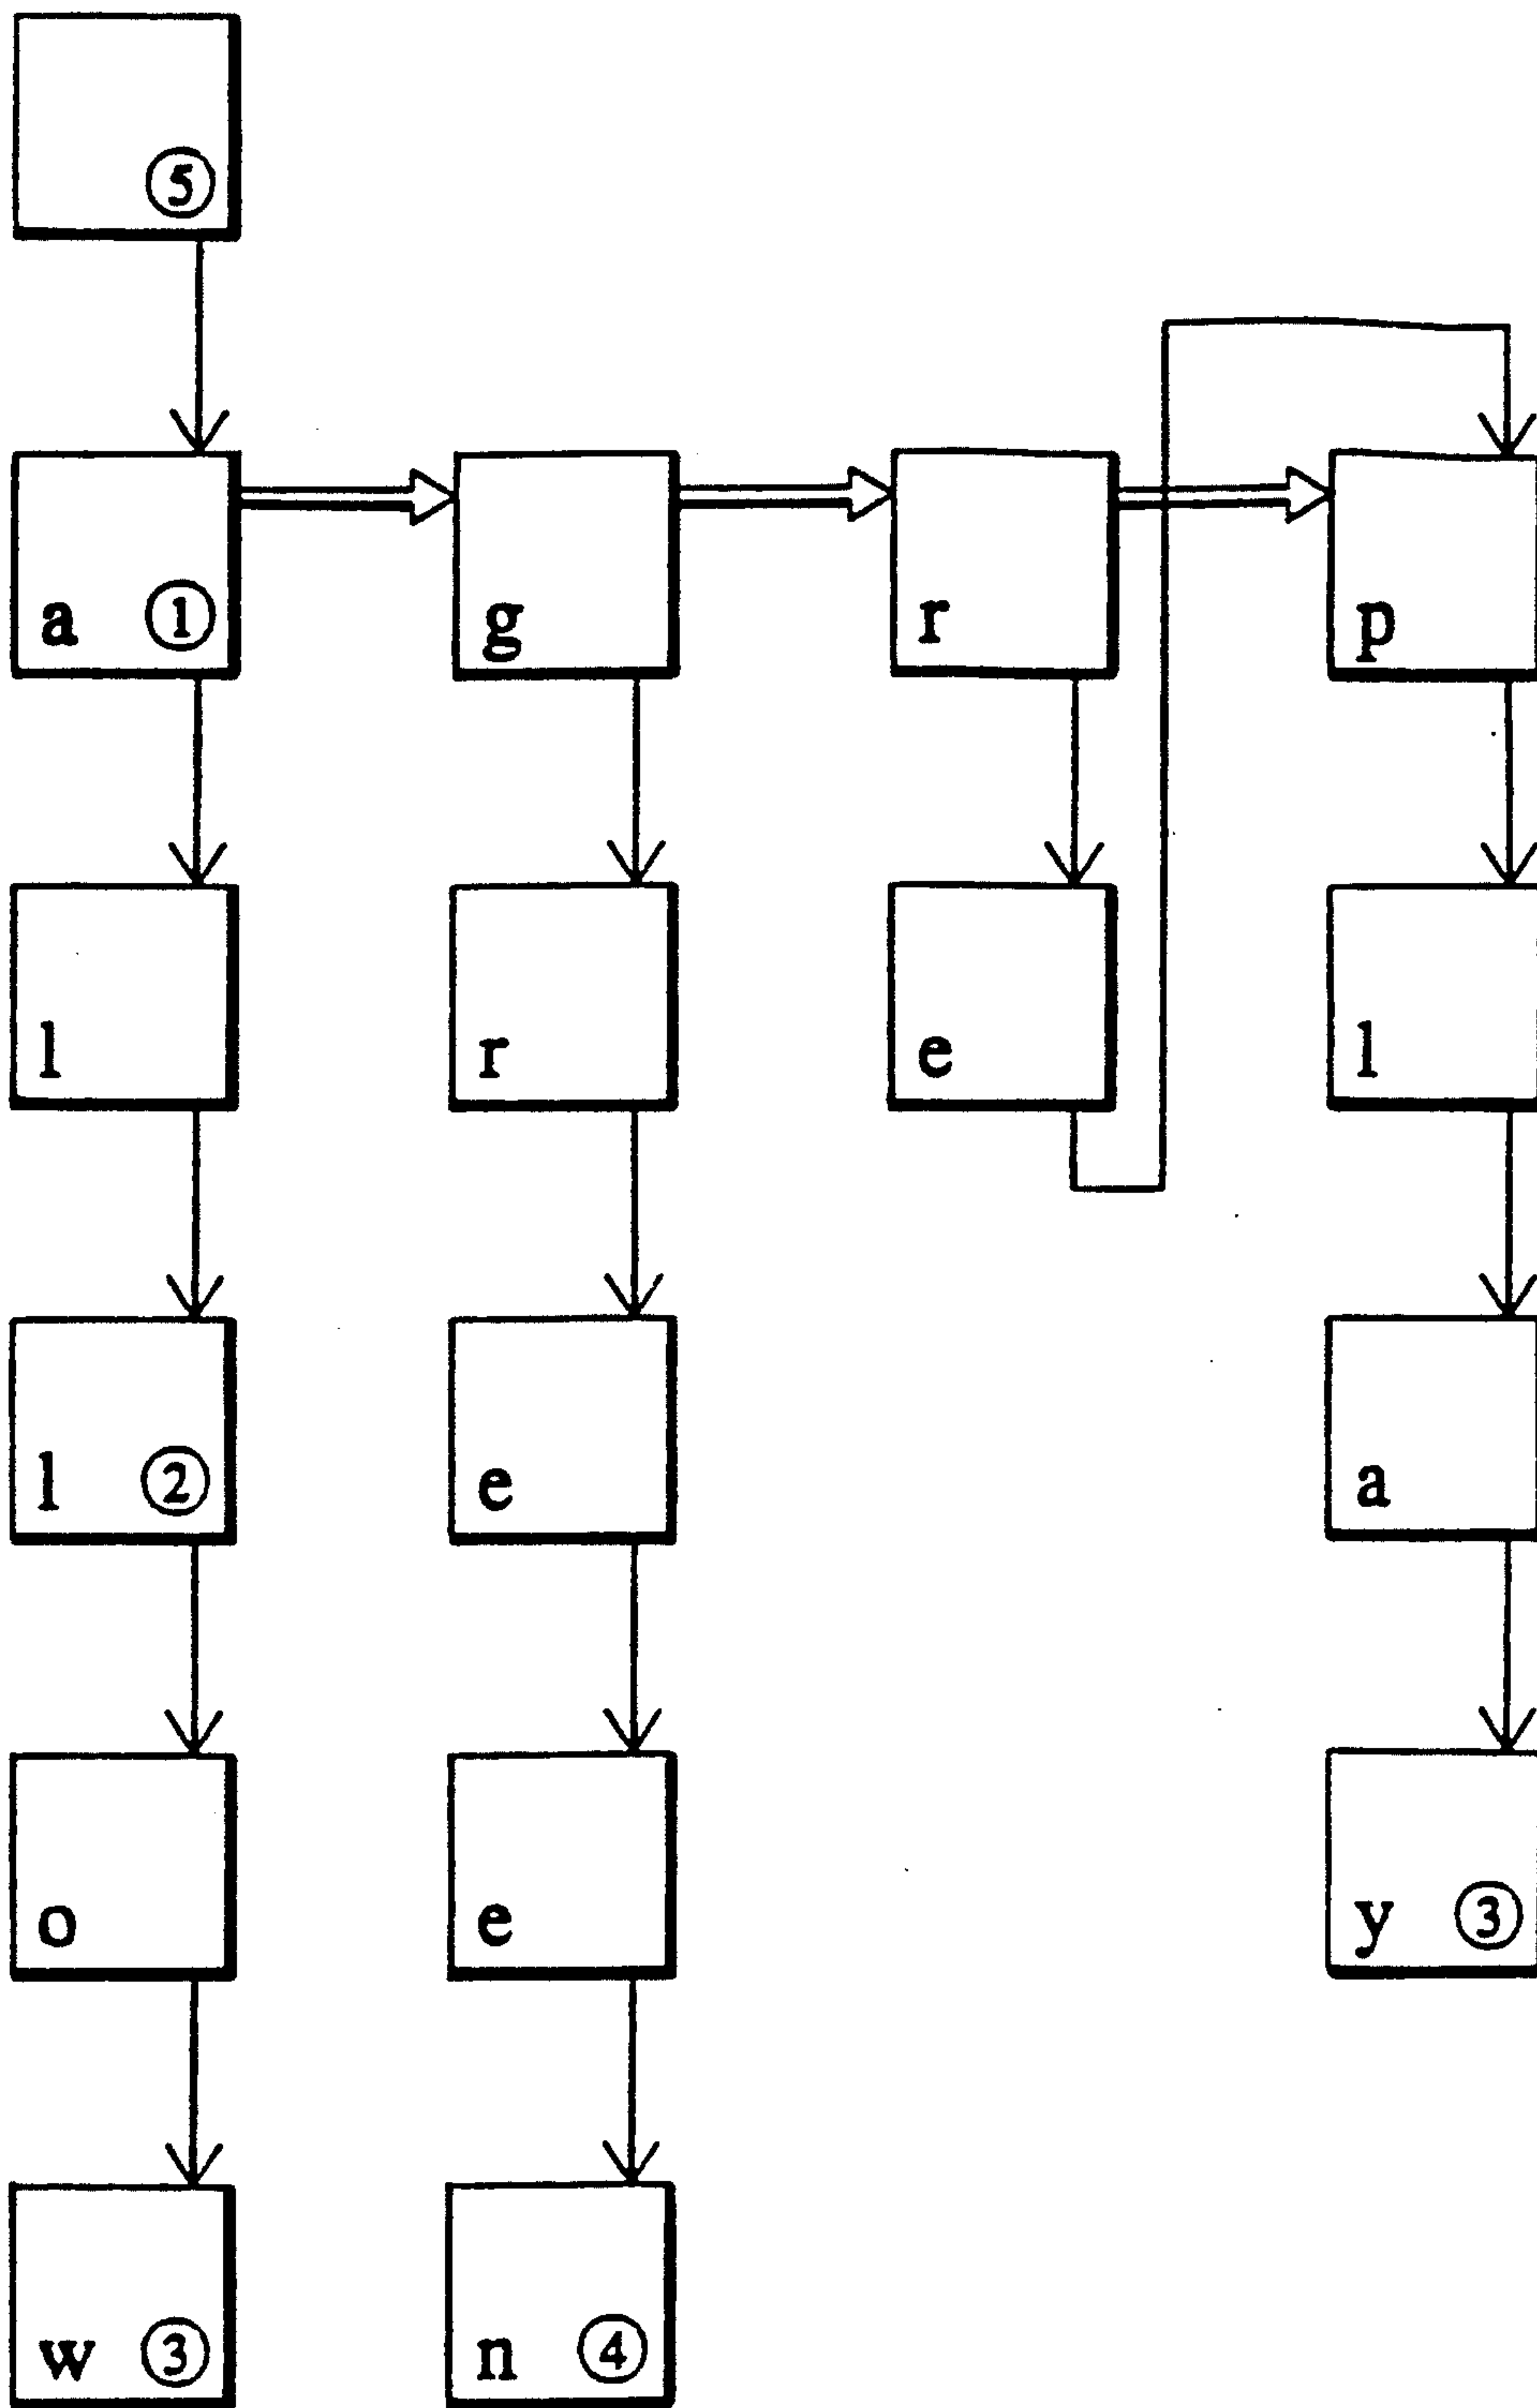 ⑤
a ① g r p
l r e l
l ② e a
o e y ③
w ③ n ④